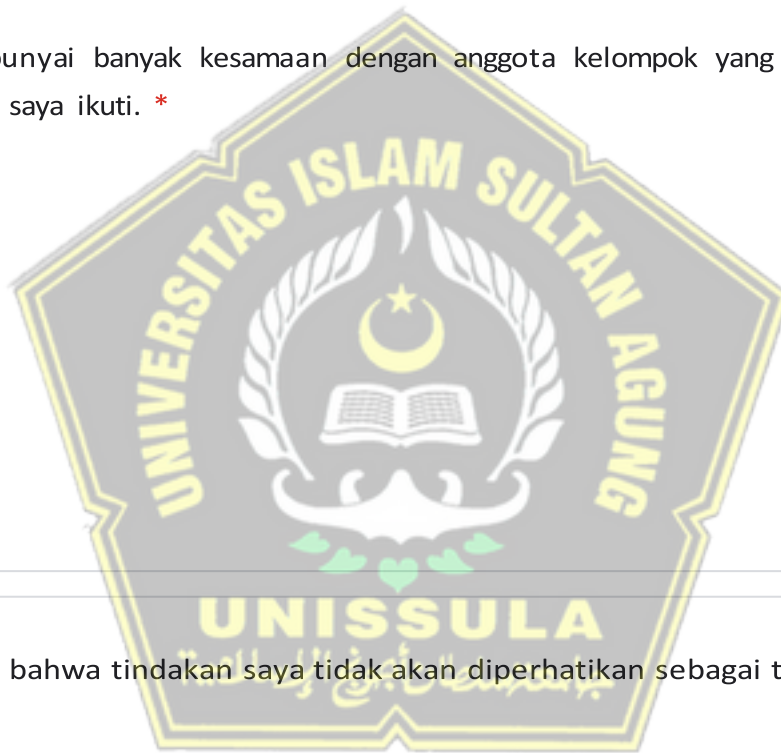 punyai banyak kesamaan dengan anggota kelompok yang
saya ikuti. *
UNIVERSITAS ISLAM SULTAN AGUNG
UNISSULA
bahwa tindakan saya tidak akan diperhatikan sebagai